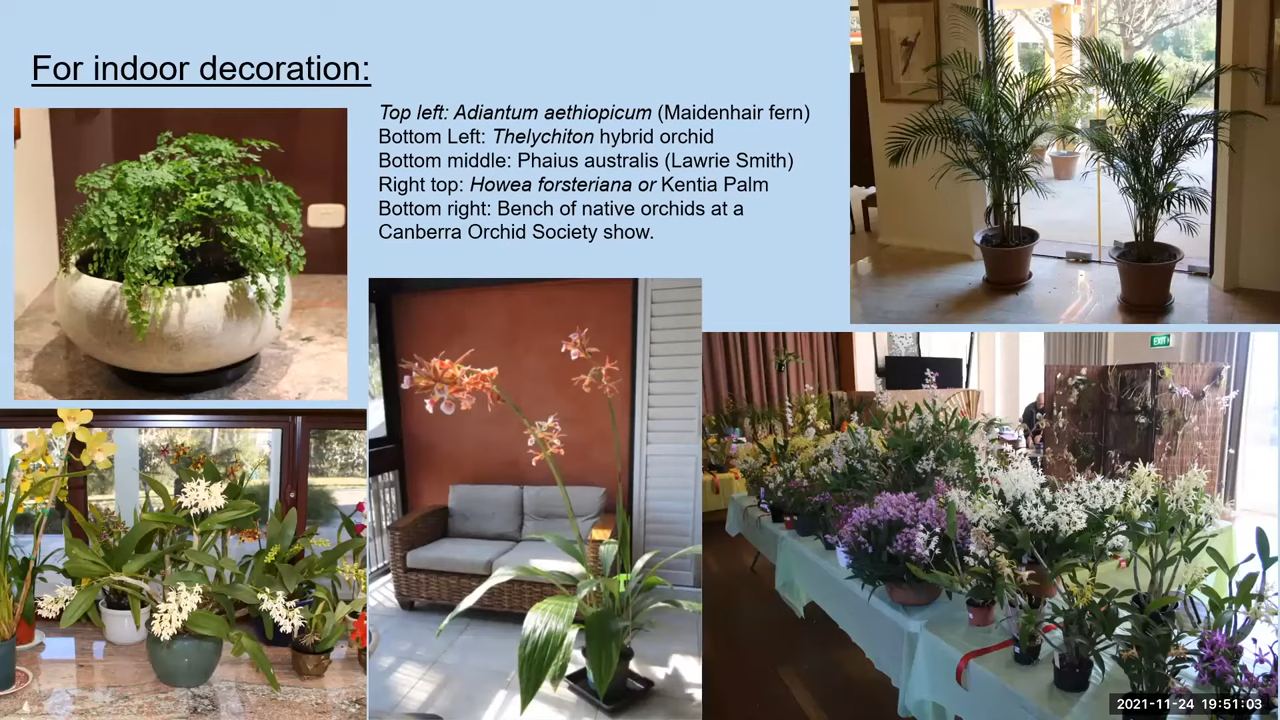 For indoor decoration:
Top left: Adiantum aethiopicum (Maidenhair fern)
Bottom Left: Thelychiton hybrid orchid
Bottom middle: Phaius australis (Lawrie Smith)
Right top: Howea forsteriana or Kentia Palm
Bottom right: Bench of native orchids at a
Canberra Orchid Society show.
EXIT
2021-11-24 19:51:03